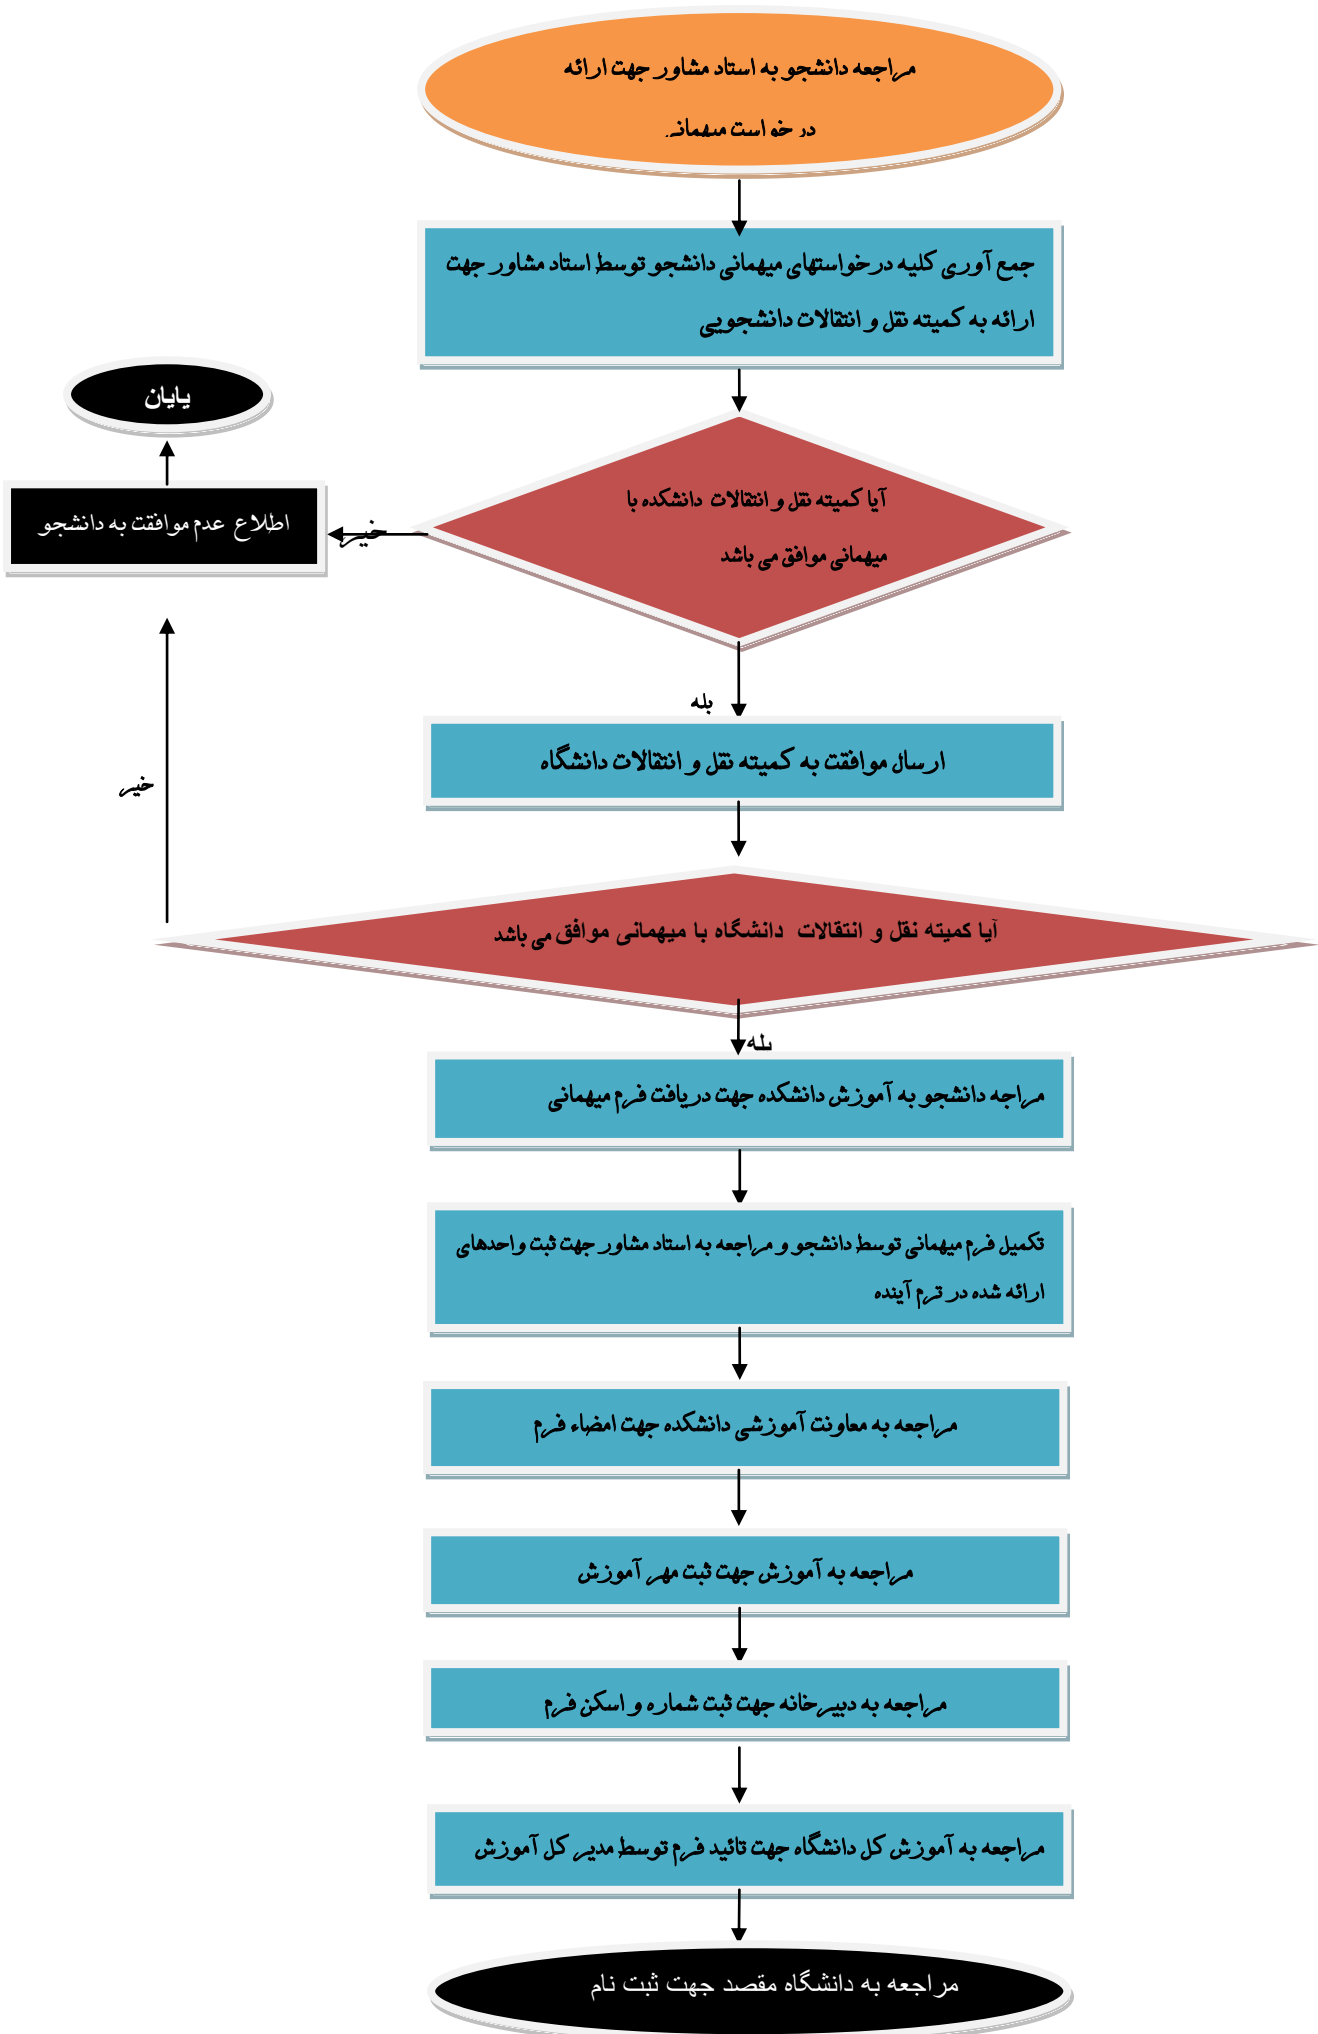 مراجعه دانشجو به استاد مشاور جهت ارائه
درخواست میهمانی
جمع آوری کلیه درخواستهای میهمانی دانشجو توسط استاد مشاور جهت
ارائه به کمیته نقل و انتقالات دانشجویی
پایان
آیا کمیته نقل و انتقالات دانشکده با
میهمانی موافق می باشد
خیر
اطلاع عدم موافقت به دانشجو
بله
ارسال موافقت به کمیته نقل و انتقالات دانشگاه
خیر
آیا کمیته نقل و انتقالات دانشگاه با میهمانی موافق می باشد
بله
مراجه دانشجو به آموزش دانشکده جهت دریافت فرم میهمانی
تکمیل فرم میهمانی توسط دانشجو و مراجعه به استاد مشاور جهت ثبت واحدهای
ارائه شده در ترم آینده
مراجعه به معاونت آموزشی دانشکده جهت امضاء فرم
مراجعه به آموزش جهت ثبت مهر آموزش
مراجعه به دبیرخانه جهت ثبت شماره و اسکن فرم
مراجعه به آموزش کل دانشگاه جهت تائید فرم توسط مدیر کل آموزش
مراجعه به دانشگاه مقصد جهت ثبت نام